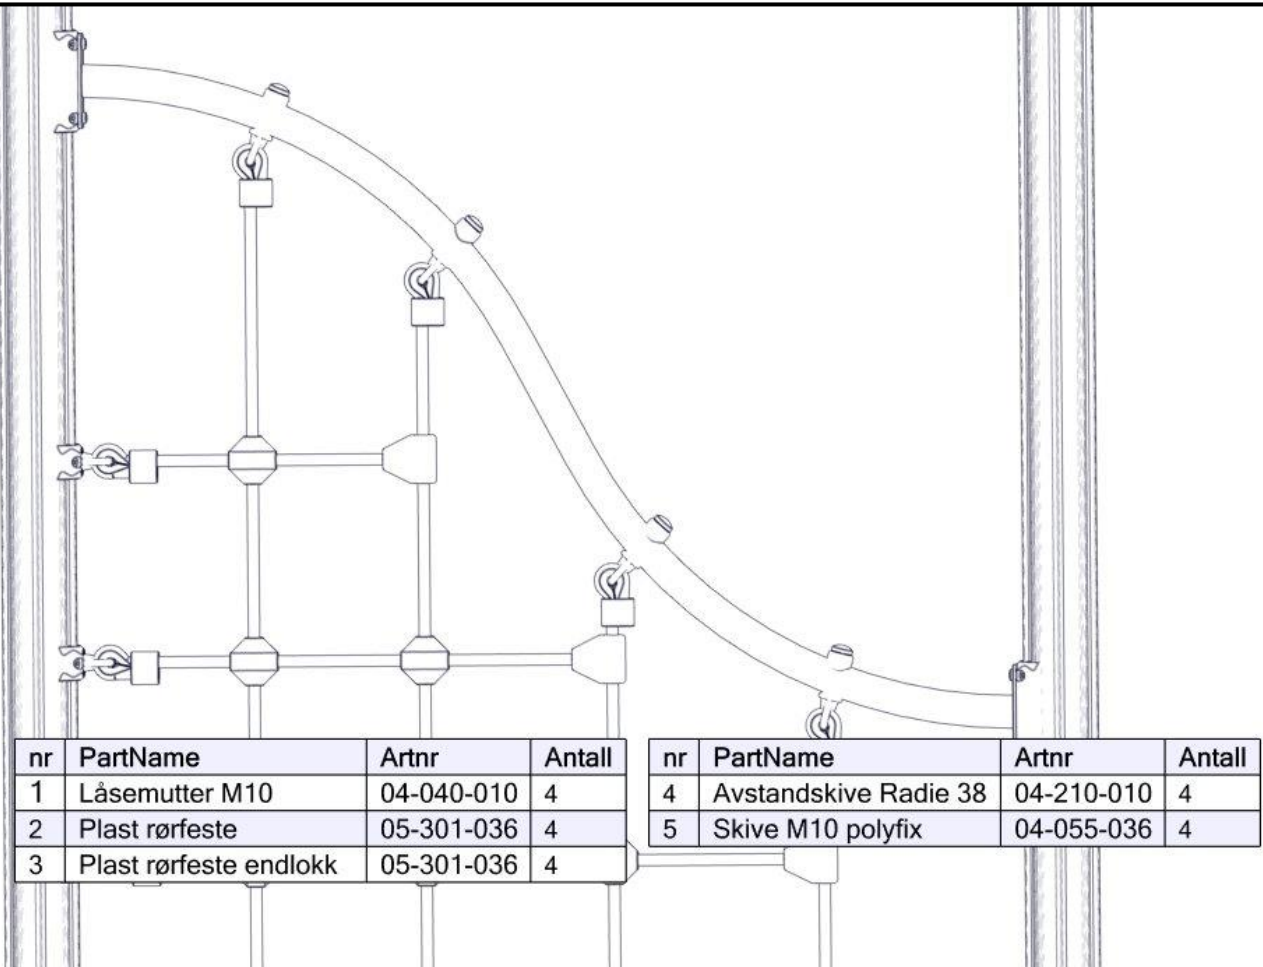 nr PartName Artnr Antall
1 Låsemutter M10 04-040-010 4
2 Plast rørfeste 05-301-036 4
3 Plast rørfeste endlokk 05-301-036 4
nr PartName Artnr Antall
4 Avstandskive Radie 38 04-210-010 4
5 Skive M10 polyfix 04-055-036 4